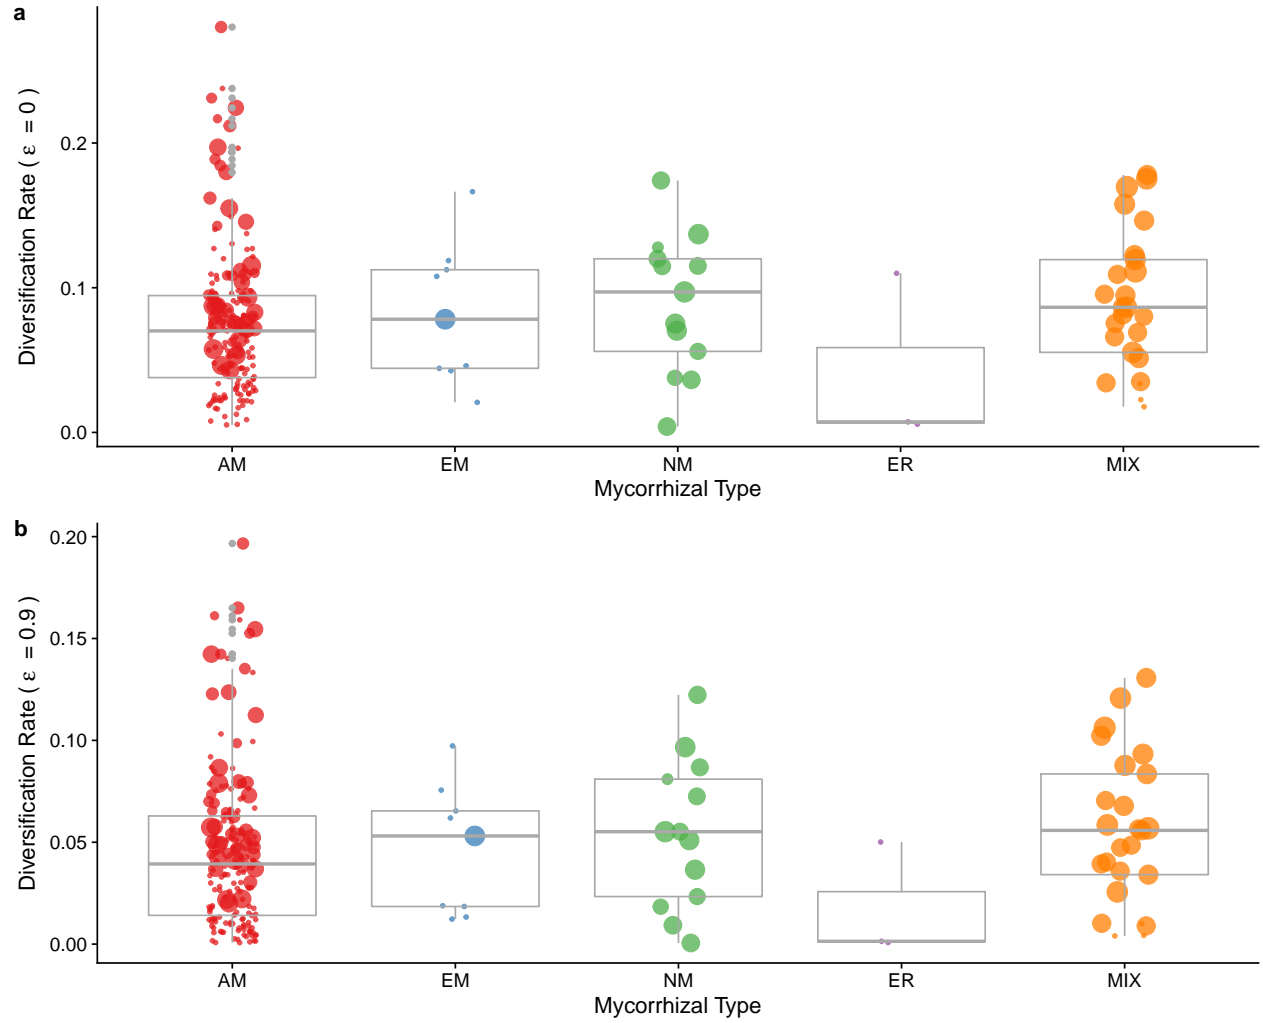 a
Diversification Rate ( ε = 0 )
0.2
0.1
0.0
AM EM NM ER MIX
Mycorrhizal Type
b
Diversification Rate ( ε = 0.9 )
0.20
0.15
0.10
0.05
0.00
AM EM NM ER MIX
Mycorrhizal Type